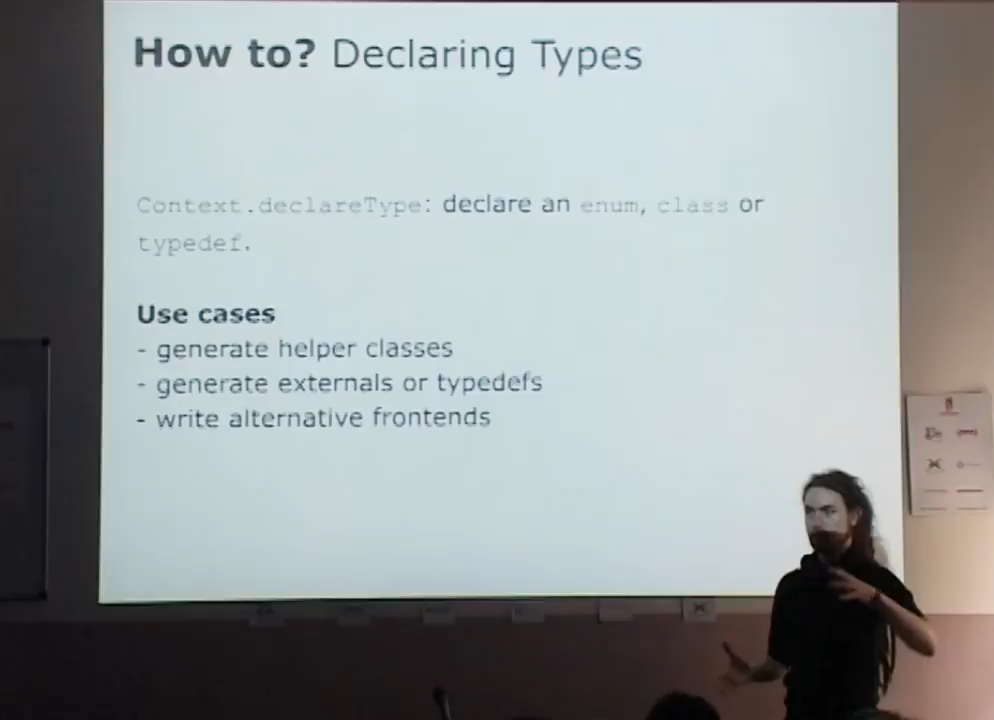 How to? Declaring Types
Context.declareType: declare an enum, class or
typedef.
Use cases
- generate helper classes
- generate externals or typedefs
- write alternative frontends